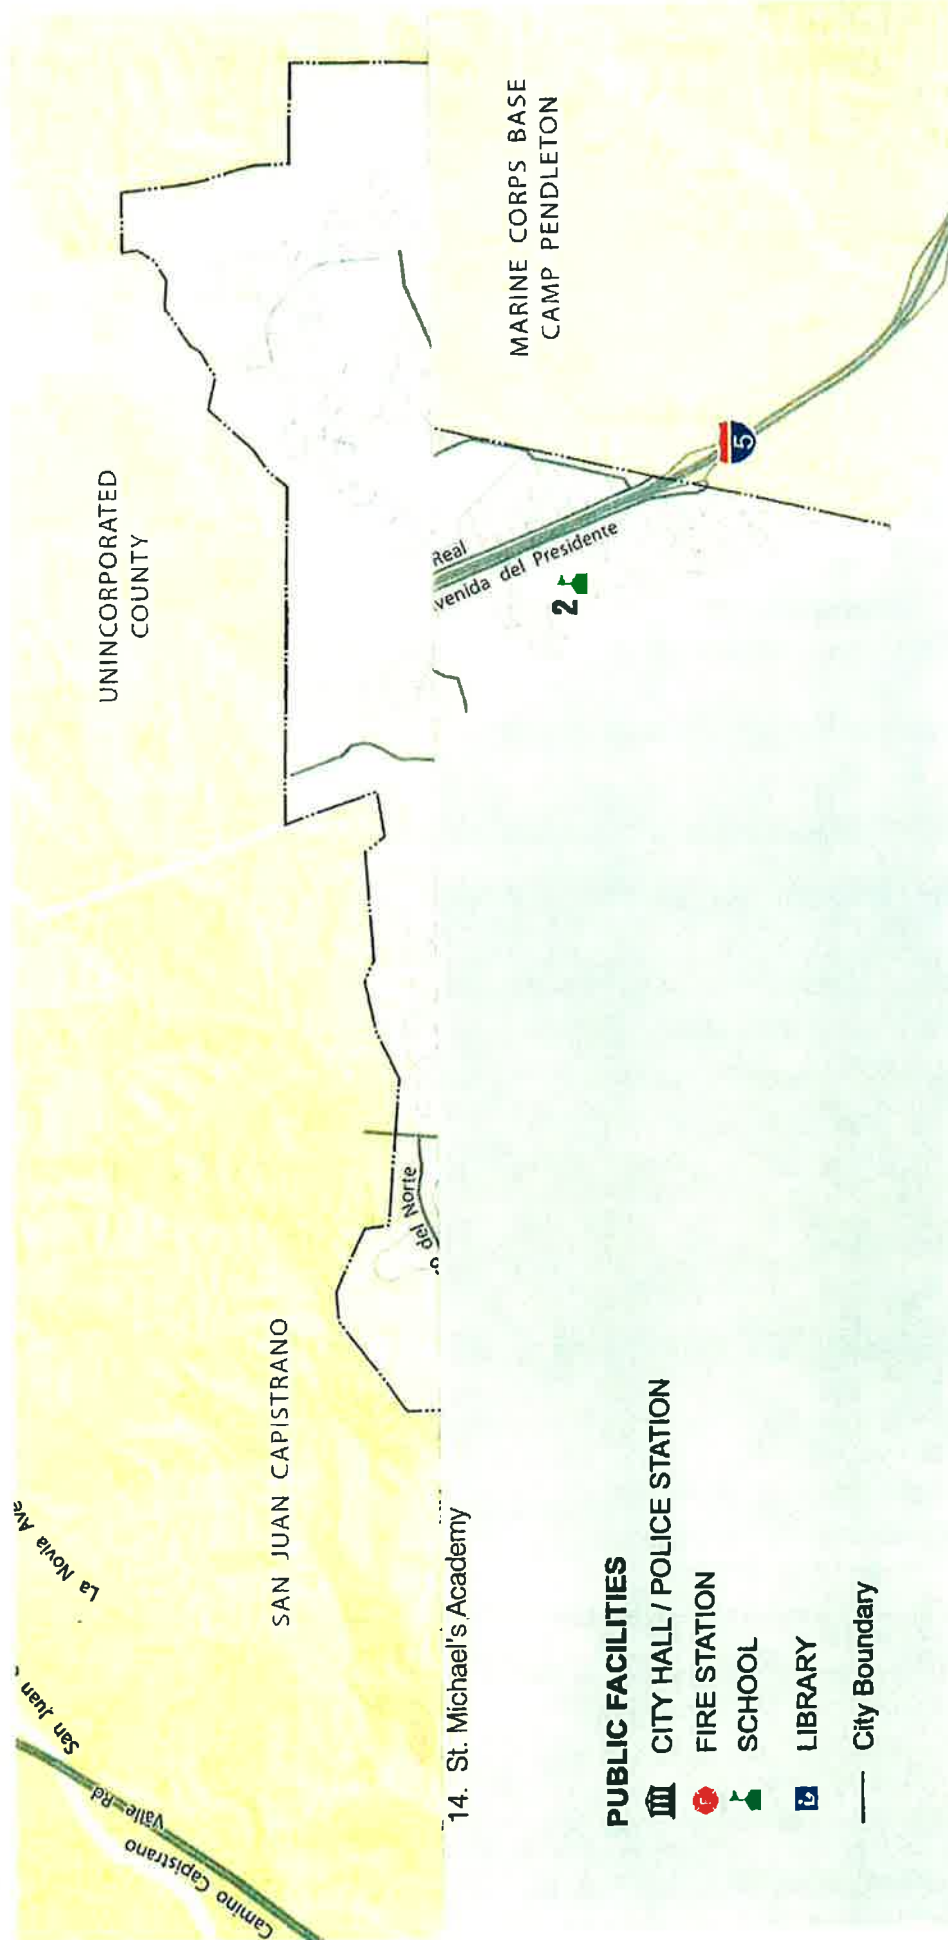 La Novia Ave
San Juan
Valle Rd
Camino Capistrano
SAN JUAN CAPISTRANO
UNINCORPORATED
COUNTY
MARINE CORPS BASE
CAMP PENDLETON
del Norte
Real
venida del Presidente
5
2
14. St. Michael's Academy
PUBLIC FACILITIES
CITY HALL / POLICE STATION
F FIRE STATION
SCHOOL
LIBRARY
City Boundary